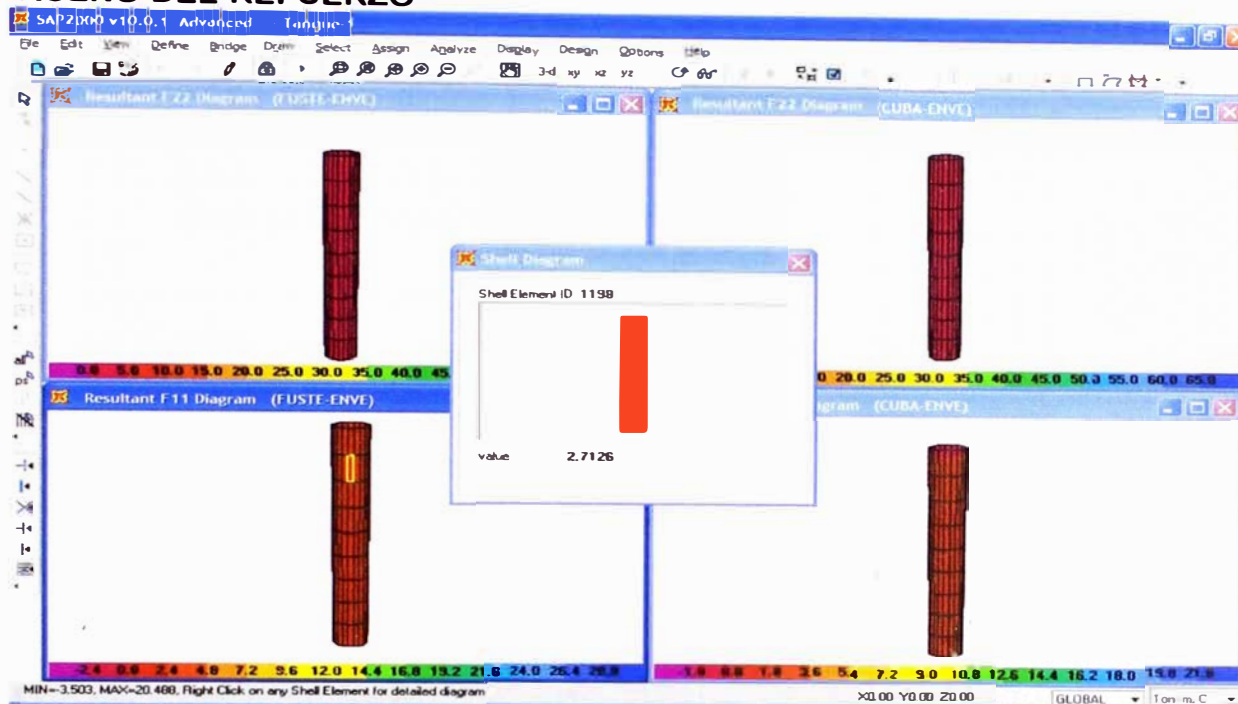 SAP2000 v10.0.1 Advanced
File Edit View Define Bridge Draw Select Assign Analyze Display Design Options Help
3-d xy xz yz
Resultant F22 Diagram (FUSTE-ENVE)
Resultant F22 Diagram (CUBA-ENVE)
Shell Diagram
Shell Element ID 1198
0.0 5.0 10.0 15.0 20.0 25.0 30.0 35.0 40.0 45
0 20.0 25.0 30.0 35.0 40.0 45.0 50.0 55.0 60.0 65.0
Resultant F11 Diagram (FUSTE-ENVE)
gram (CUBA-ENVE)
value 2.7126
-2.4 0.0 2.4 4.8 7.2 9.6 12.0 14.4 16.8 19.2 21.6 24.0 26.4 28.8
3.6 5.4 7.2 9.0 10.8 12.6 14.4 16.2 18.0 19.8 21.6
MIN=-3.503, MAX=20.488, Right Click on any Shell Element for detailed diagram
X0.00 Y0.00 Z0.00
GLOBAL
Ton, m, C